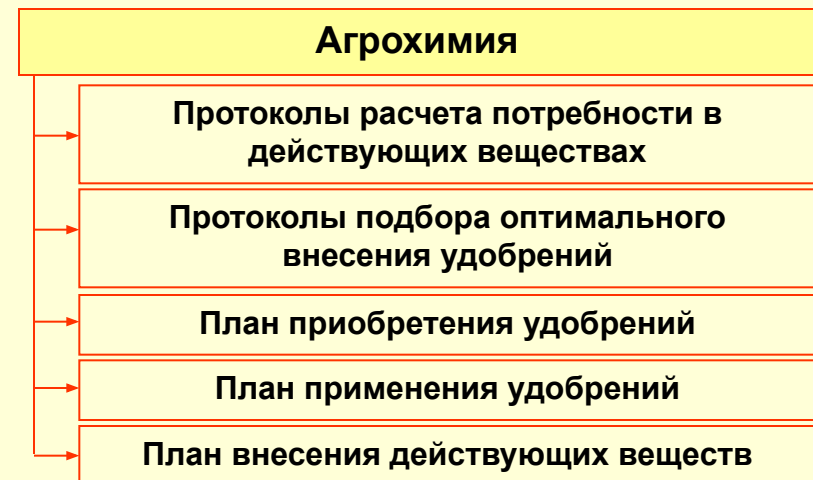 Агрохимия
Протоколы расчета потребности в
действующих веществах
Протоколы подбора оптимального
внесения удобрений
План приобретения удобрений
План применения удобрений
План внесения действующих веществ